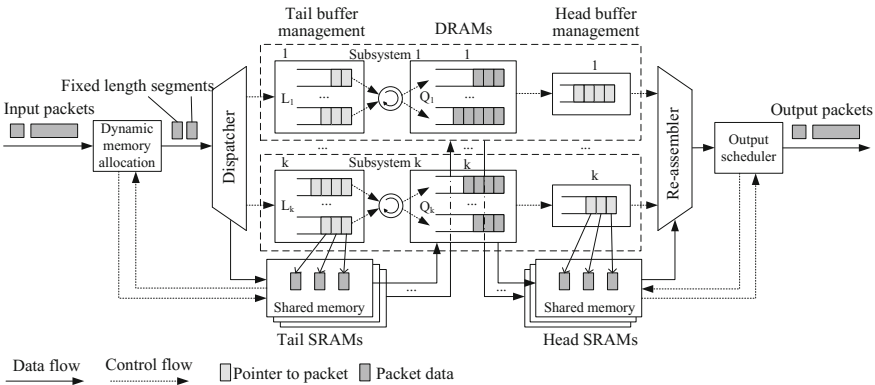 Tail buffer
management
DRAMs
Head buffer
management
Subsystem 1
1
1
1
Fixed length segments
L1
...
Q1
...
Input packets
Output packets
Dynamic
memory
allocation
Dispatcher
Re-assembler
Output
scheduler
...
...
...
Subsystem k
k
k
k
Lk
...
Qk
...
Shared memory
...
...
Shared memory
Tail SRAMs
Head SRAMs
Data flow
Control flow
Pointer to packet
Packet data